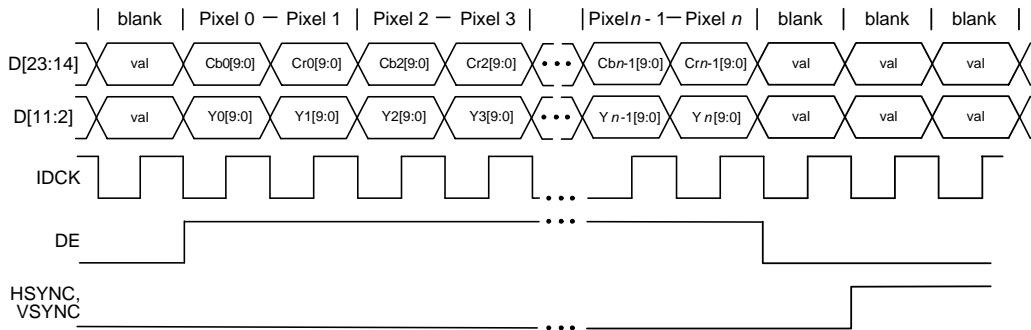 blank Pixel 0 — Pixel 1 Pixel 2 — Pixel 3 Pixel n - 1 — Pixel n blank blank blank
D[23:14] val Cb0[9:0] Cr0[9:0] Cb2[9:0] Cr2[9:0] ••• Cbn-1[9:0] Crn-1[9:0] val val val
D[11:2] val Y0[9:0] Y1[9:0] Y2[9:0] Y3[9:0] ••• Y n-1[9:0] Y n[9:0] val val val
IDCK •••
DE •••
HSYNC,
VSYNC •••